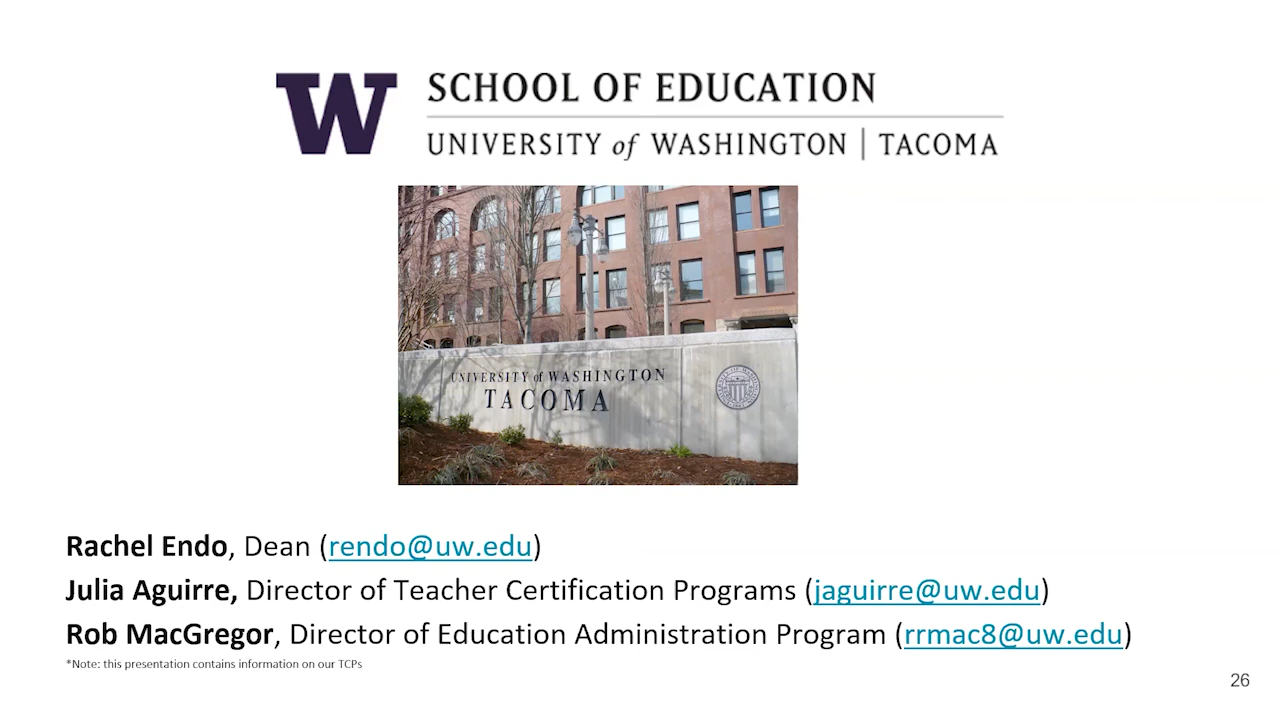 W
SCHOOL OF EDUCATION
UNIVERSITY of WASHINGTON | TACOMA
UNIVERSITY of WASHINGTON
TACOMA
Rachel Endo, Dean (rendo@uw.edu)
Julia Aguirre, Director of Teacher Certification Programs (jaguirre@uw.edu)
Rob MacGregor, Director of Education Administration Program (rrmac8@uw.edu)
*Note: this presentation contains information on our TCPs
26